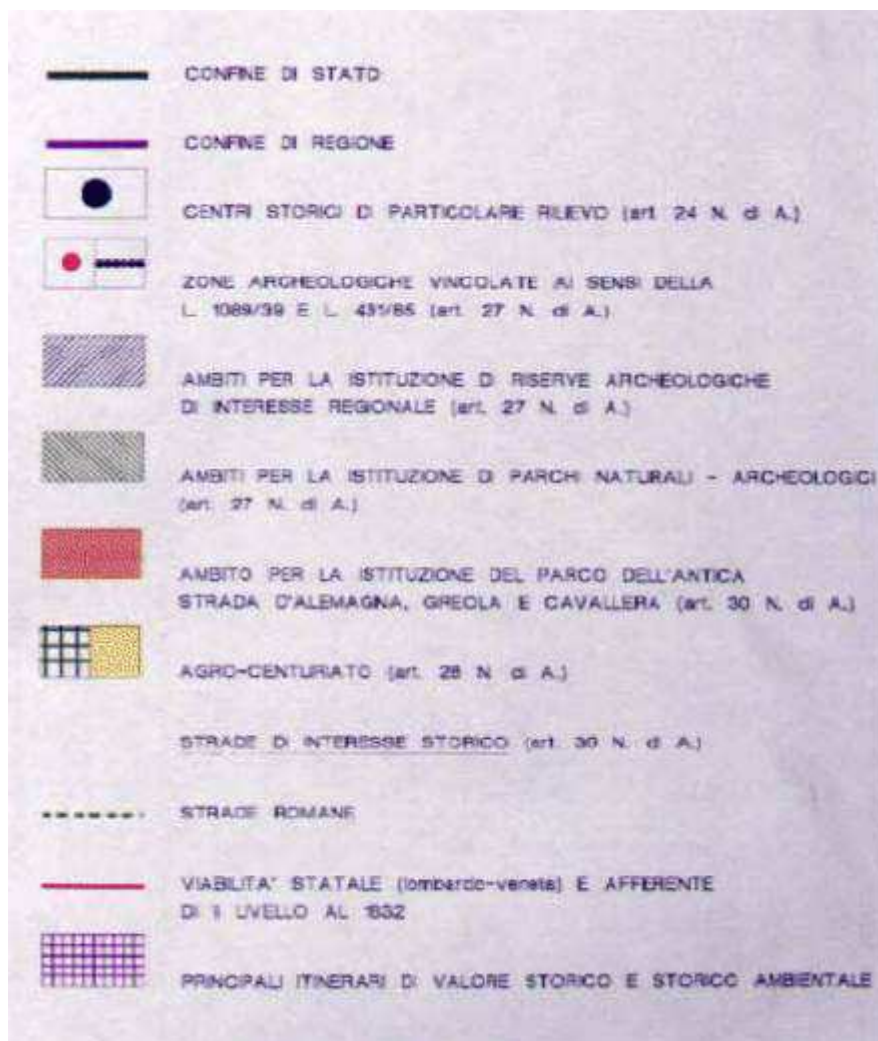 CONFINE DI STATO
CONFINE DI REGIONE
CENTRI STORICI DI PARTICOLARE RILIEVO (art. 24 N. di A.)
ZONE ARCHEOLOGICHE VINCOLATE AI SENSI DELLA
L. 1089/39 E L. 431/85 (art. 27 N. di A.)
AMBITI PER LA ISTITUZIONE DI RISERVE ARCHEOLOGICHE
DI INTERESSE REGIONALE (art. 27 N. di A.)
AMBITI PER LA ISTITUZIONE DI PARCHI NATURALI - ARCHEOLOGICI
(art. 27 N. di A.)
AMBITO PER LA ISTITUZIONE DEL PARCO DELL'ANTICA
STRADA D'ALEMAGNA, GREOLA E CAVALLERA (art. 30 N. di A.)
AGRO-CENTURIATO (art. 28 N. di A.)
STRADE DI INTERESSE STORICO (art. 30 N. di A.)
STRADE ROMANE
VIABILITA' STATALE (lombardo-veneta) E AFFERENTE
DI LIVELLO AL 1832
PRINCIPALI ITINERARI DI VALORE STORICO E STORICO AMBIENTALE